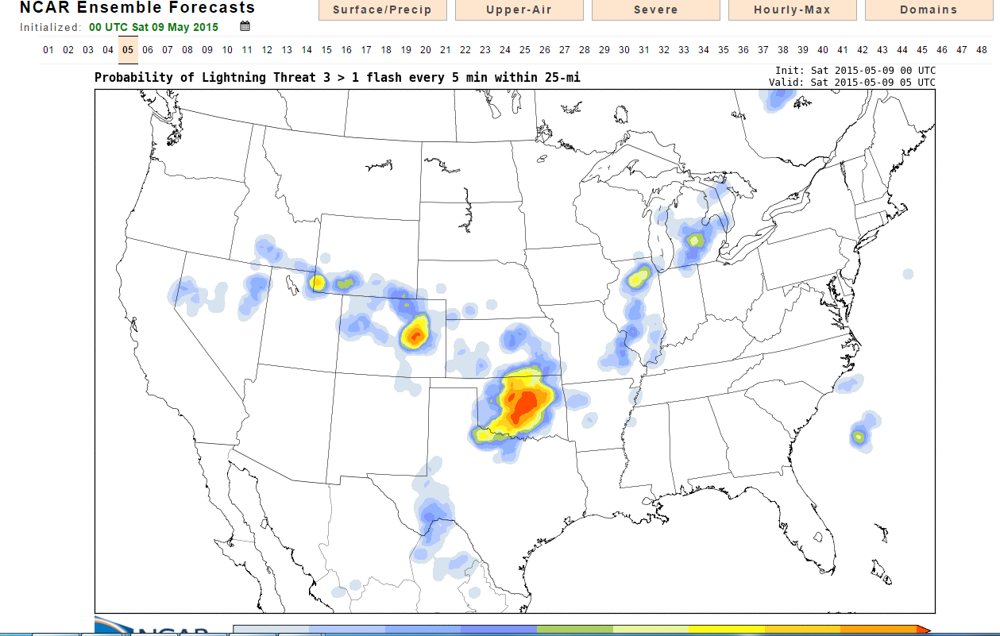 NCAR Ensemble Forecasts
Surface/Precip Upper-Air Severe Hourly-Max Domains
Initialized: 00 UTC Sat 09 May 2015
01 02 03 04 05 06 07 08 09 10 11 12 13 14 15 16 17 18 19 20 21 22 23 24 25 26 27 28 29 30 31 32 33 34 35 36 37 38 39 40 41 42 43 44 45 46 47 48
Probability of Lightning Threat 3 > 1 flash every 5 min within 25-mi
Init: Sat 2015-05-09 00 UTC
Valid: Sat 2015-05-09 05 UTC
NCAR